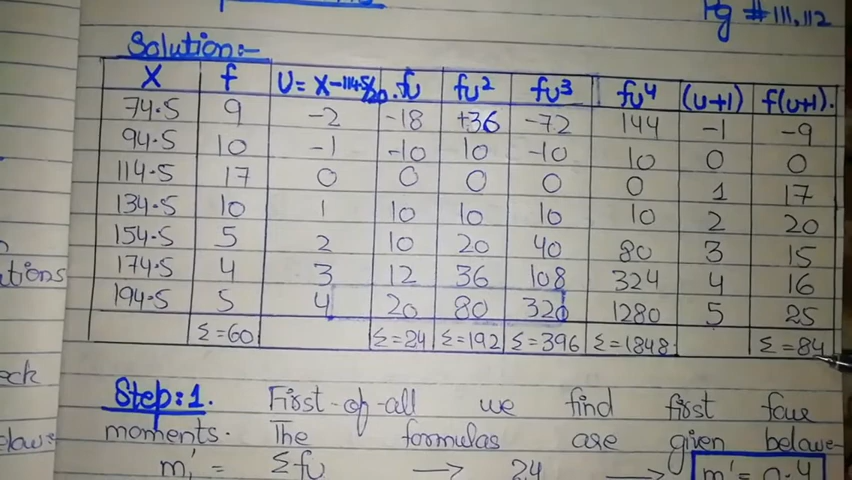 Pg #111,112
Solution:-
X f U = X-114.5/20 fu fu² fu³ fu⁴ (u+1) f(u+1).
74.5 9 -2 -18 +36 -72 144 -1 -9
94.5 10 -1 -10 10 -10 10 0 0
114.5 17 0 0 0 0 0 1 17
134.5 10 1 10 10 10 10 2 20
154.5 5 2 10 20 40 80 3 15
174.5 4 3 12 36 108 324 4 16
194.5 5 4 20 80 320 1280 5 25
Σ=60 Σ=24 Σ=192 Σ=396 Σ=1848 Σ=84
Step:1. First-of-all we find first four
moments. The formulas are given belawe-
m₁' = Σfu → 24 → m' = 0.4